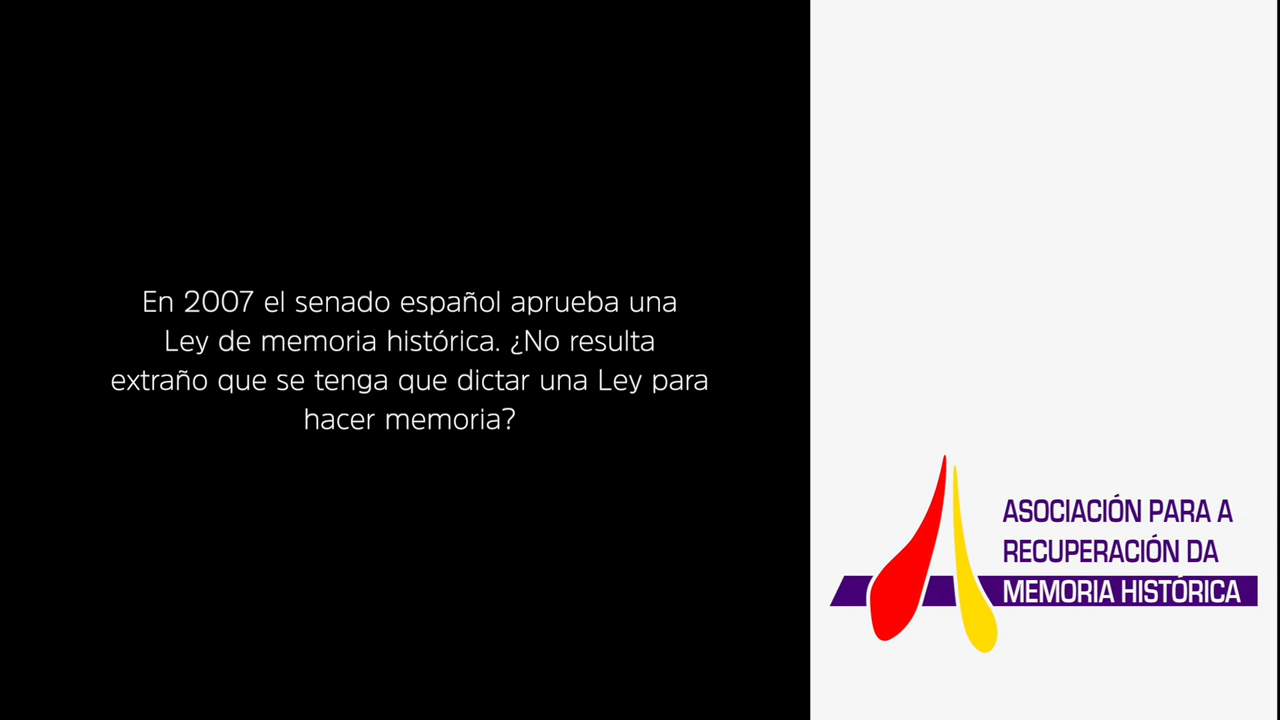 En 2007 el senado español aprueba una
Ley de memoria histórica. ¿No resulta
extraño que se tenga que dictar una Ley para
hacer memoria?
ASOCIACIÓN PARA A
RECUPERACIÓN DA
MEMORIA HISTÓRICA